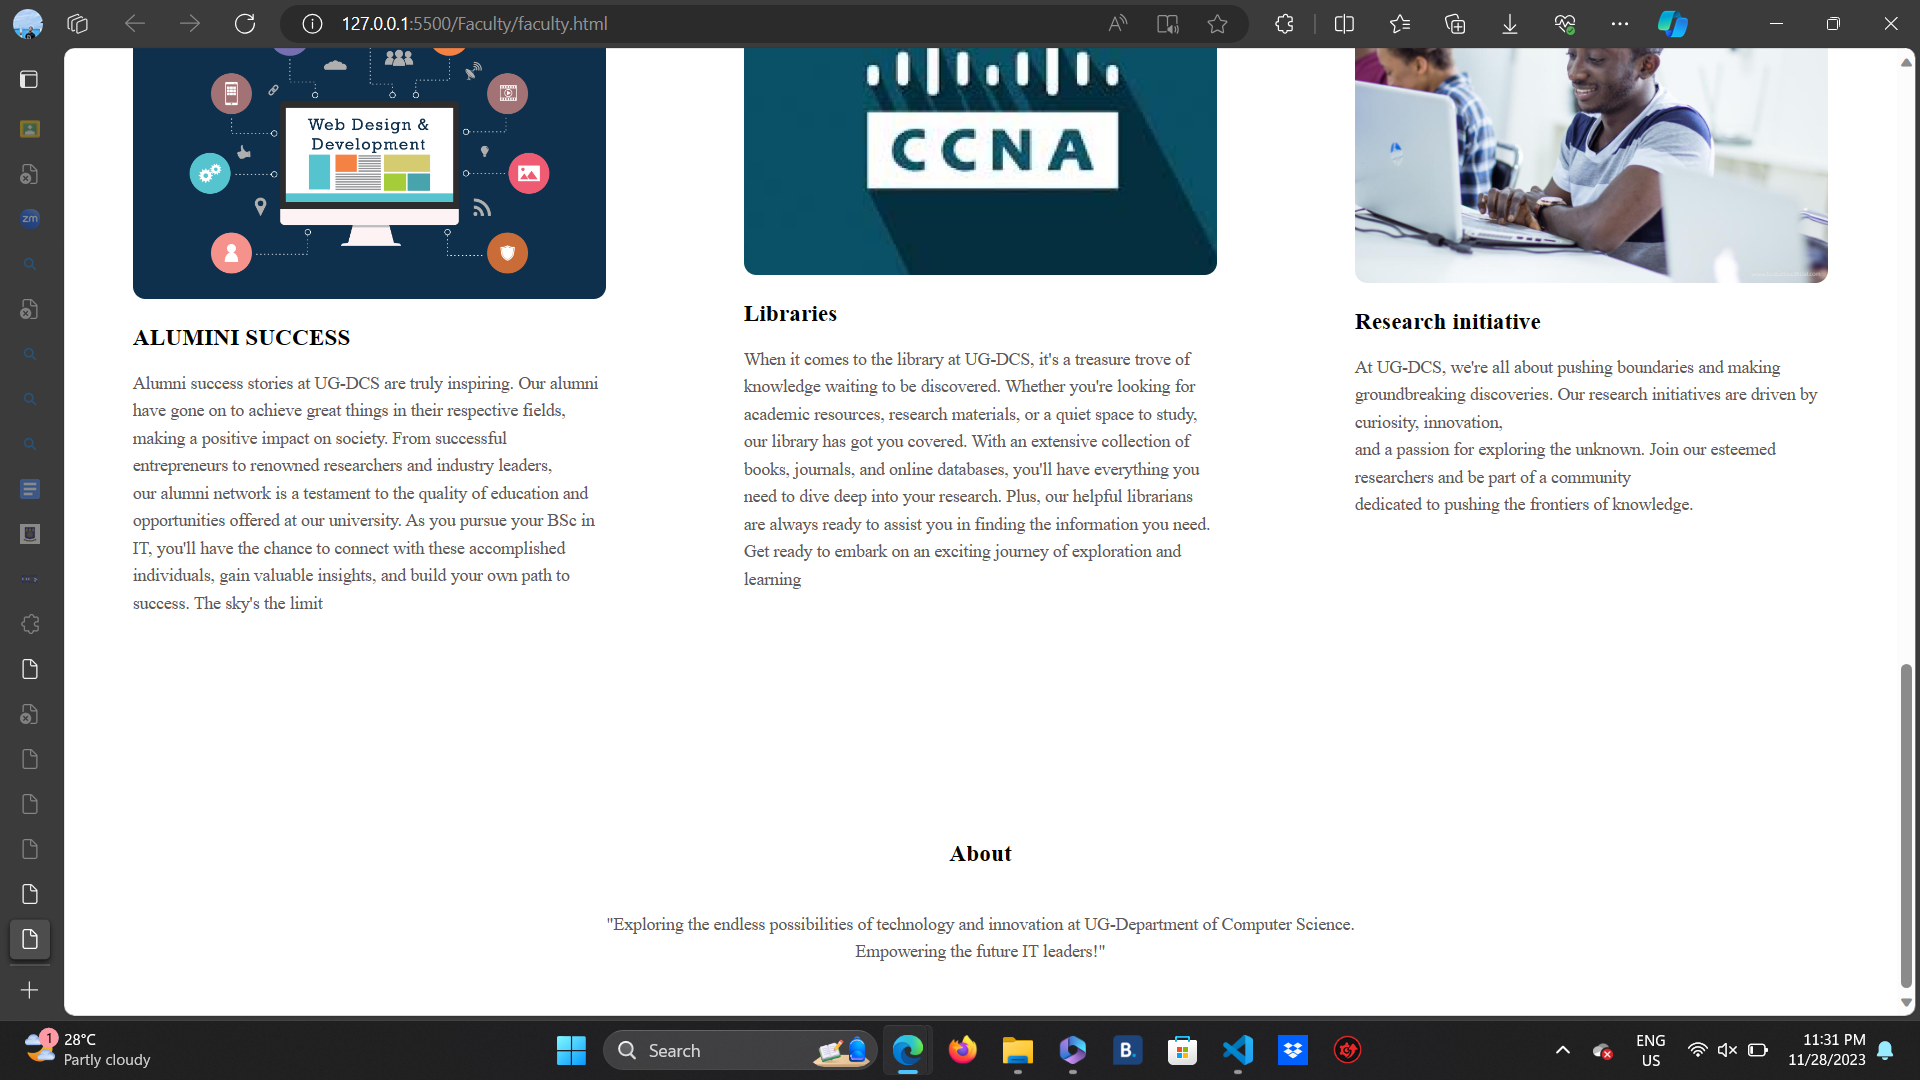 127.0.0.1:5500/Faculty/faculty.html
zm
Web Design &
Development
CCNA
ALUMINI SUCCESS
Alumni success stories at UG-DCS are truly inspiring. Our alumni
have gone on to achieve great things in their respective fields,
making a positive impact on society. From successful
entrepreneurs to renowned researchers and industry leaders,
our alumni network is a testament to the quality of education and
opportunities offered at our university. As you pursue your BSc in
IT, you'll have the chance to connect with these accomplished
individuals, gain valuable insights, and build your own path to
success. The sky's the limit
Libraries
When it comes to the library at UG-DCS, it's a treasure trove of
knowledge waiting to be discovered. Whether you're looking for
academic resources, research materials, or a quiet space to study,
our library has got you covered. With an extensive collection of
books, journals, and online databases, you'll have everything you
need to dive deep into your research. Plus, our helpful librarians
are always ready to assist you in finding the information you need.
Get ready to embark on an exciting journey of exploration and
learning
Research initiative
At UG-DCS, we're all about pushing boundaries and making
groundbreaking discoveries. Our research initiatives are driven by
curiosity, innovation,
and a passion for exploring the unknown. Join our esteemed
researchers and be part of a community
dedicated to pushing the frontiers of knowledge.
About
"Exploring the endless possibilities of technology and innovation at UG-Department of Computer Science.
Empowering the future IT leaders!"
1
28°C
Partly cloudy
Search
B.
ENG
US
11:31 PM
11/28/2023